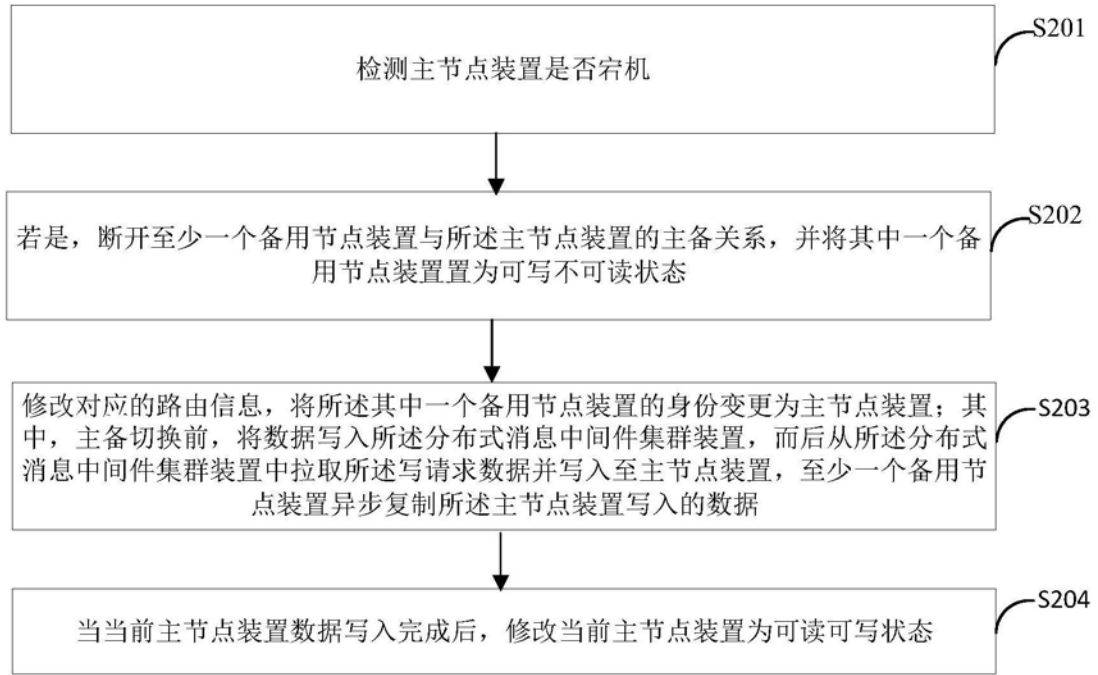 检测主节点装置是否宕机
S201
若是，断开至少一个备用节点装置与所述主节点装置的主备关系，并将其中一个备
用节点装置置为可写不可读状态
S202
修改对应的路由信息，将所述其中一个备用节点装置的身份变更为主节点装置；其
中，主备切换前，将数据写入所述分布式消息中间件集群装置，而后从所述分布式
消息中间件集群装置中拉取所述写请求数据并写入至主节点装置，至少一个备用节
点装置异步复制所述主节点装置写入的数据
S203
当当前主节点装置数据写入完成后，修改当前主节点装置为可读可写状态
S204